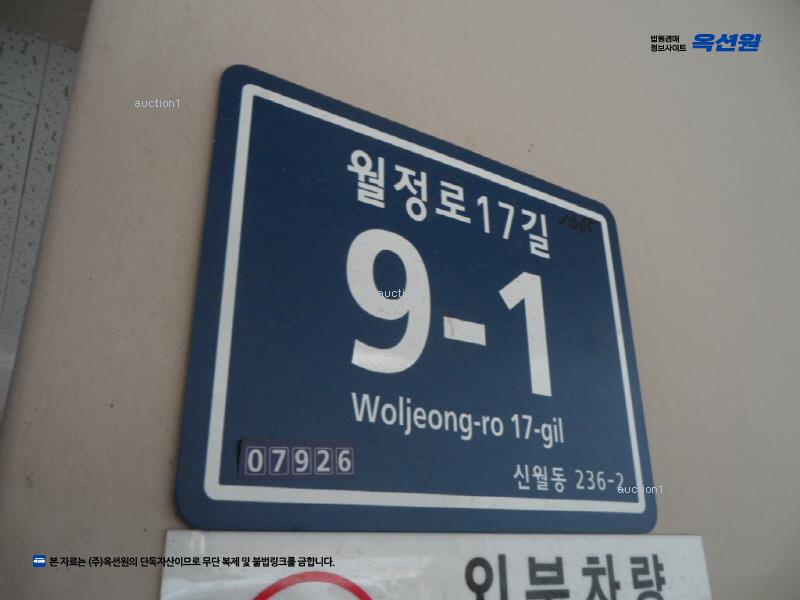 법원경매
정보사이트 옥션원
auction1
월정로17길
9-1
auction1
Woljeong-ro 17-gil
07926
신월동 236-2
auction1
외부차량
본 자료는 (주)옥션원의 단독자산이므로 무단 복제 및 불법링크를 금합니다.